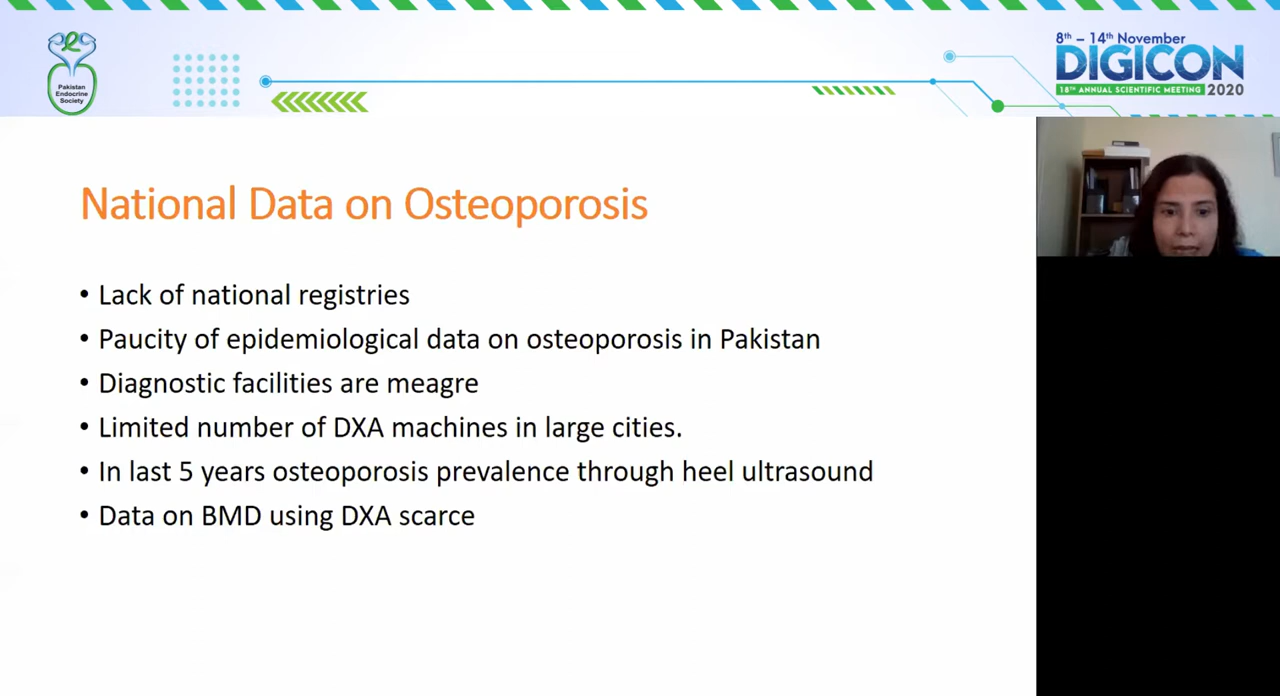 Pakistan
Endocrine
Society
8th – 14th November
DIGICON
18TH ANNUAL SCIENTIFIC MEETING 2020
National Data on Osteoporosis
• Lack of national registries
• Paucity of epidemiological data on osteoporosis in Pakistan
• Diagnostic facilities are meagre
• Limited number of DXA machines in large cities.
• In last 5 years osteoporosis prevalence through heel ultrasound
• Data on BMD using DXA scarce